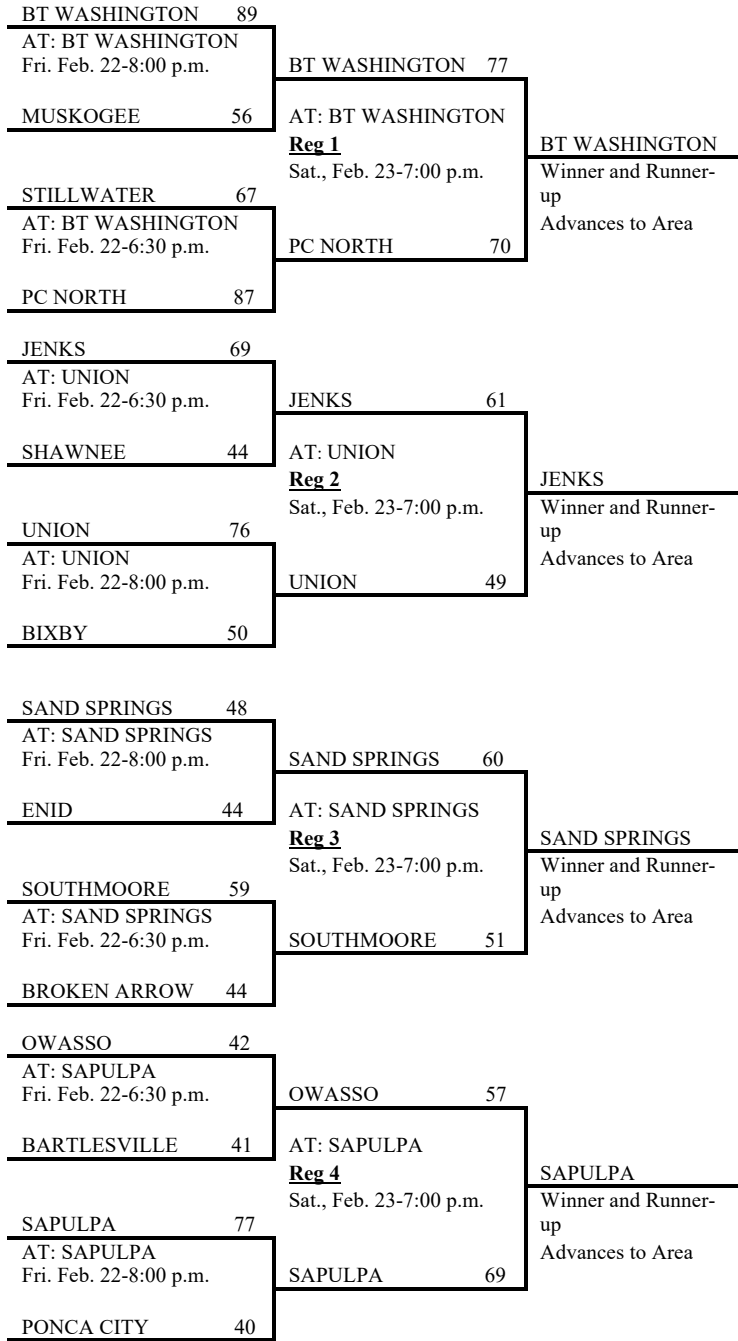 BT WASHINGTON 89
AT: BT WASHINGTON
Fri. Feb. 22-8:00 p.m.
BT WASHINGTON 77
MUSKOGEE 56
AT: BT WASHINGTON
Reg 1
BT WASHINGTON
Sat., Feb. 23-7:00 p.m.
Winner and Runner-
up
Advances to Area
STILLWATER 67
AT: BT WASHINGTON
Fri. Feb. 22-6:30 p.m.
PC NORTH 70
PC NORTH 87
JENKS 69
AT: UNION
Fri. Feb. 22-6:30 p.m.
JENKS 61
SHAWNEE 44
AT: UNION
Reg 2
JENKS
Sat., Feb. 23-7:00 p.m.
Winner and Runner-
up
Advances to Area
UNION 76
AT: UNION
Fri. Feb. 22-8:00 p.m.
UNION 49
BIXBY 50
SAND SPRINGS 48
AT: SAND SPRINGS
Fri. Feb. 22-8:00 p.m.
SAND SPRINGS 60
ENID 44
AT: SAND SPRINGS
Reg 3
SAND SPRINGS
Sat., Feb. 23-7:00 p.m.
Winner and Runner-
up
Advances to Area
SOUTHMOORE 59
AT: SAND SPRINGS
Fri. Feb. 22-6:30 p.m.
SOUTHMOORE 51
BROKEN ARROW 44
OWASSO 42
AT: SAPULPA
Fri. Feb. 22-6:30 p.m.
OWASSO 57
BARTLESVILLE 41
AT: SAPULPA
Reg 4
SAPULPA
Sat., Feb. 23-7:00 p.m.
Winner and Runner-
up
Advances to Area
SAPULPA 77
AT: SAPULPA
Fri. Feb. 22-8:00 p.m.
SAPULPA 69
PONCA CITY 40